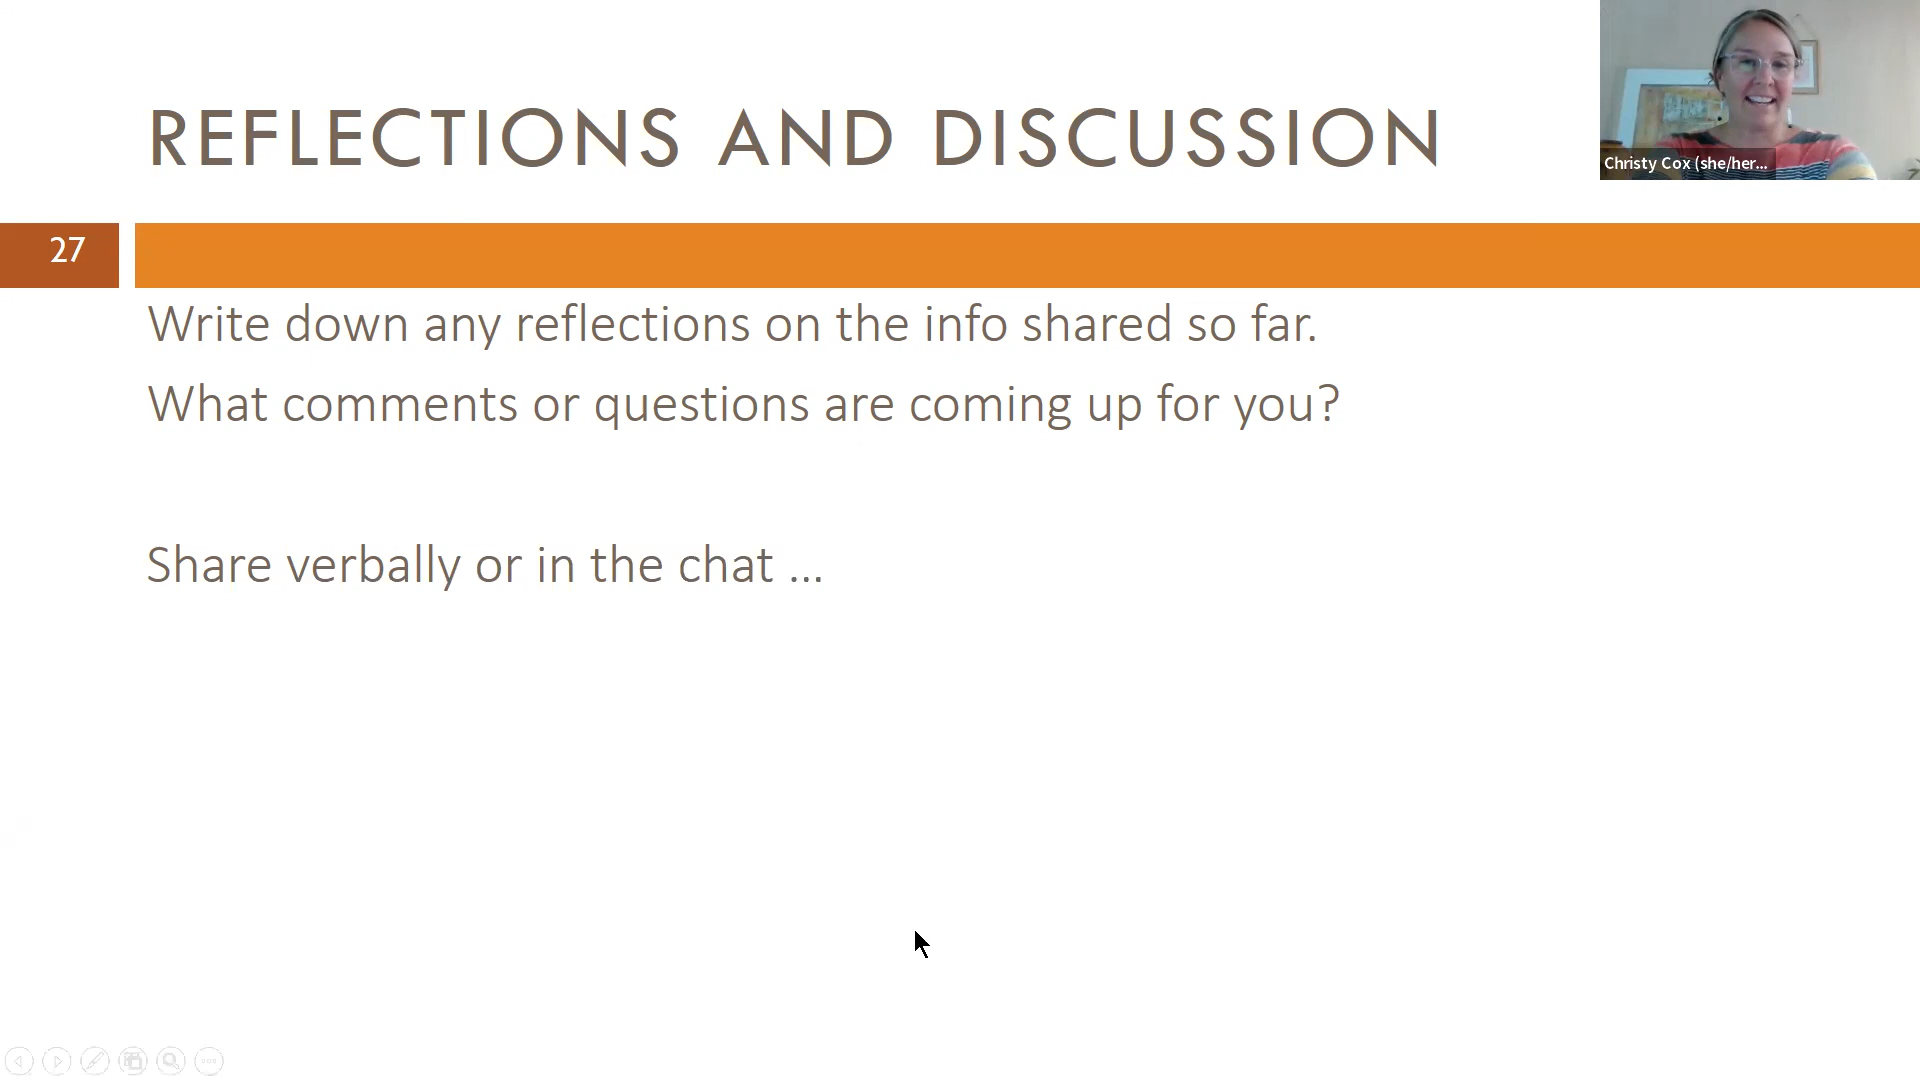 REFLECTIONS AND DISCUSSION
Christy Cox (she/her...
27
Write down any reflections on the info shared so far.
What comments or questions are coming up for you?
Share verbally or in the chat ...